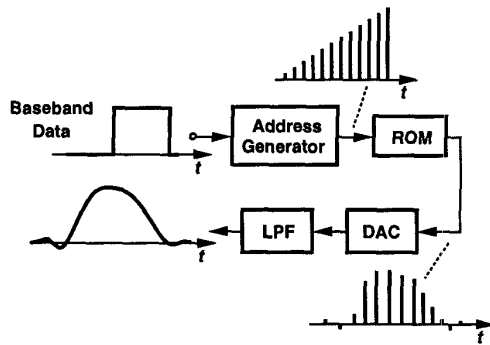 t
Baseband
Data
t
Address
Generator
ROM
t
LPF
DAC
t